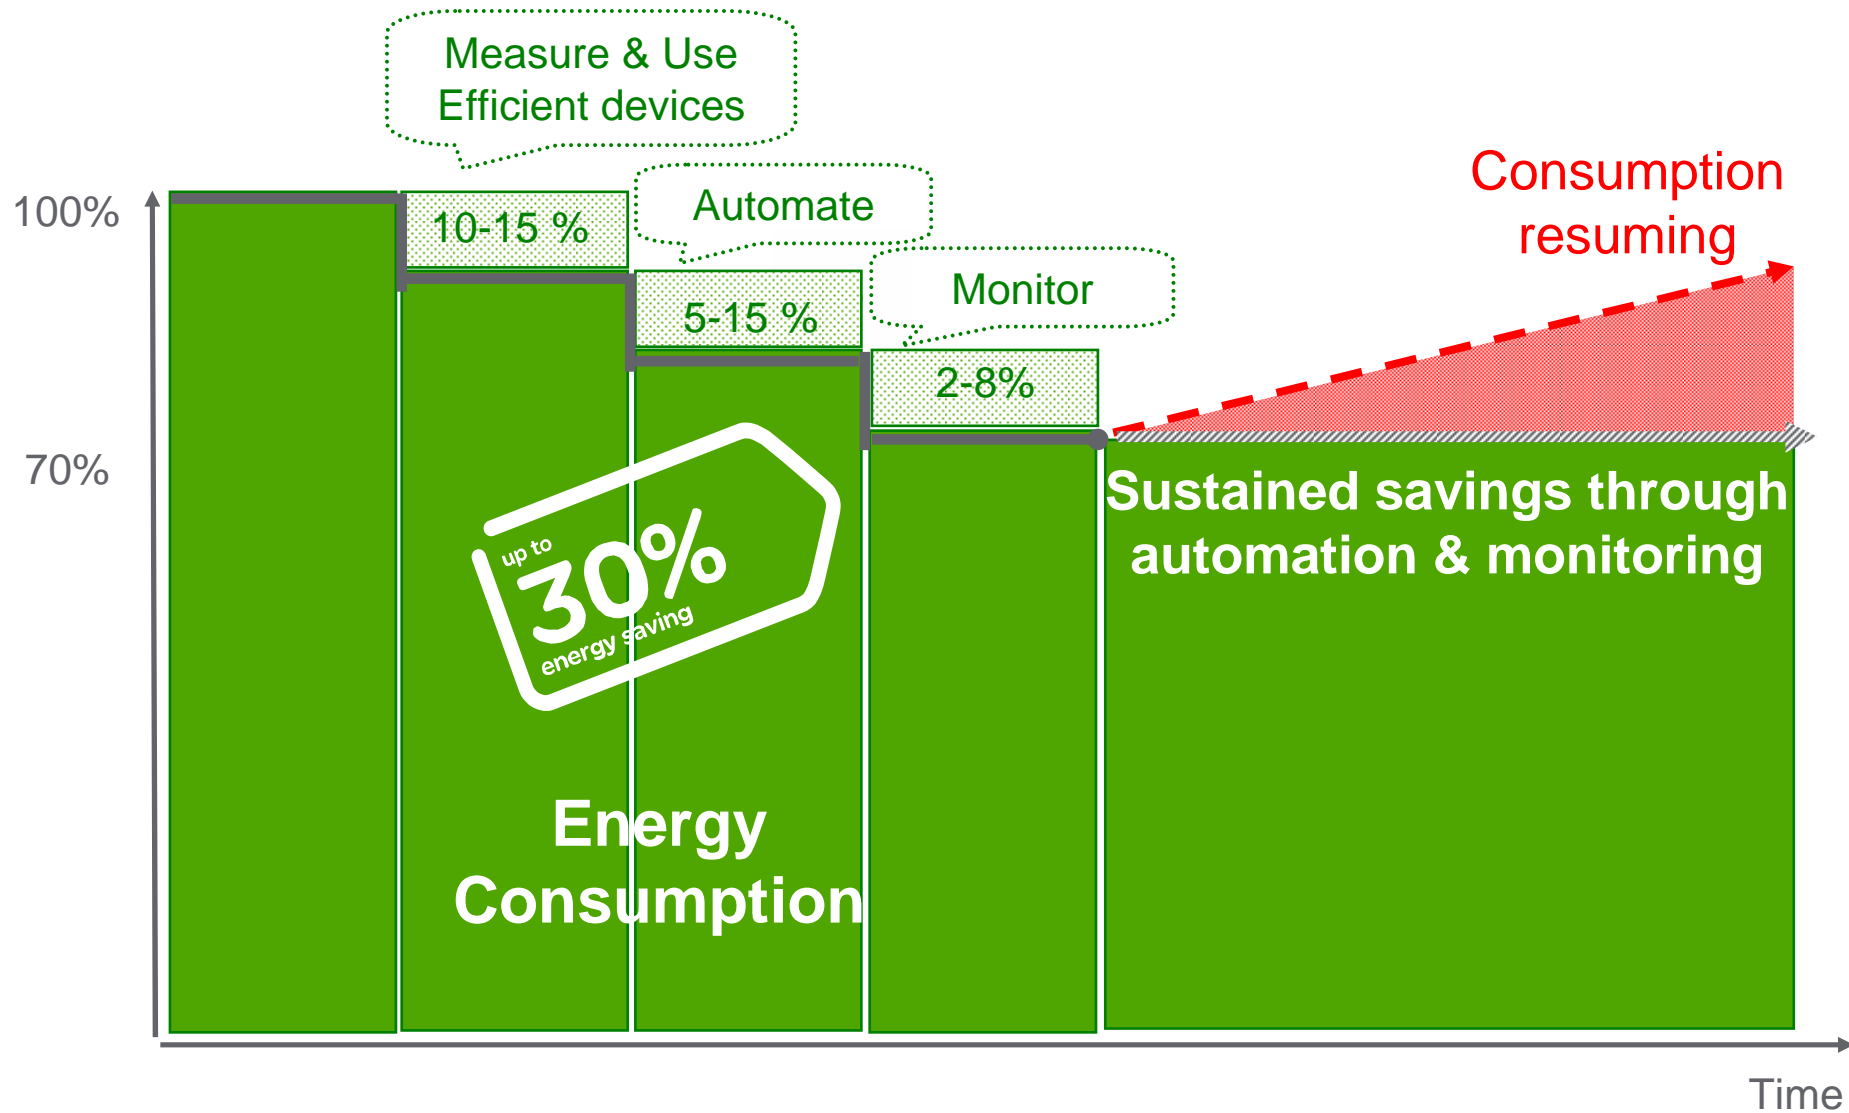 Measure & Use
Efficient devices
Automate
Monitor
Consumption
resuming
100%
10-15 %
5-15 %
2-8%
70%
up to
30%
energy saving
Sustained savings through
automation & monitoring
Energy
Consumption
Time